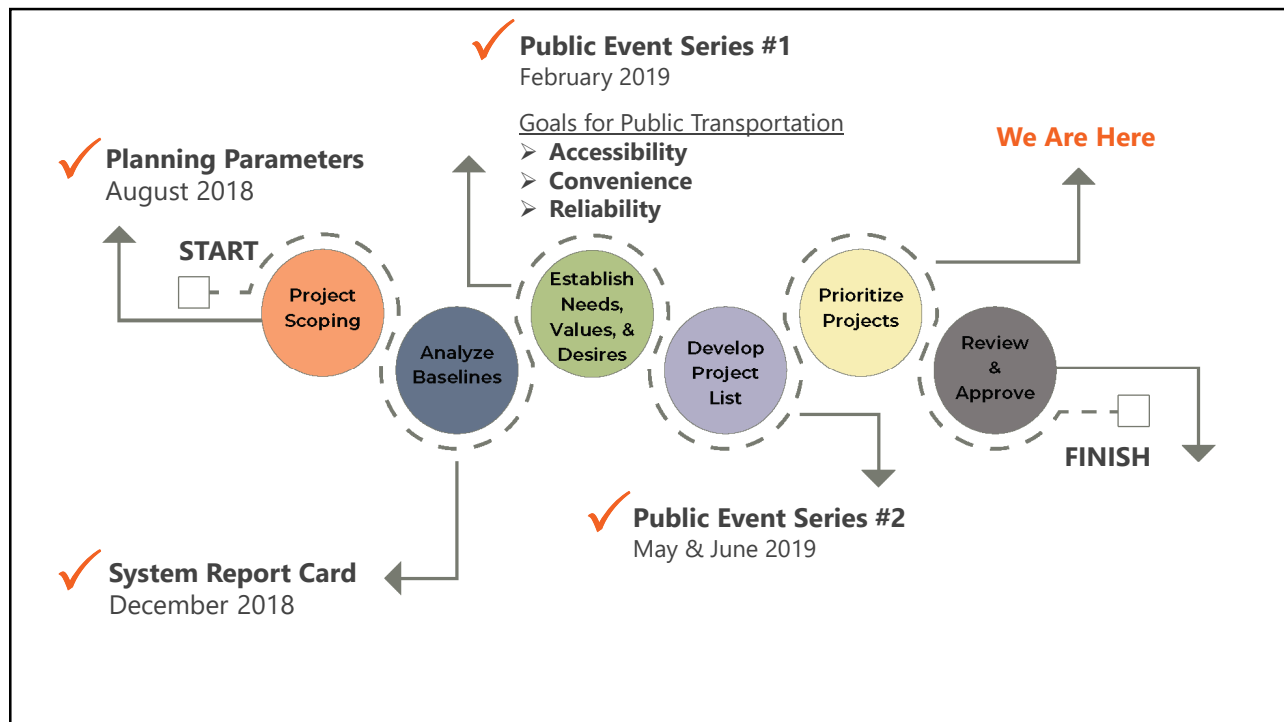 Public Event Series #1
February 2019
Goals for Public Transportation
➢ Accessibility
➢ Convenience
➢ Reliability
We Are Here
Planning Parameters
August 2018
START
Project
Scoping
Analyze
Baselines
Establish
Needs,
Values, &
Desires
Develop
Project
List
Prioritize
Projects
Review
&
Approve
FINISH
Public Event Series #2
May & June 2019
System Report Card
December 2018